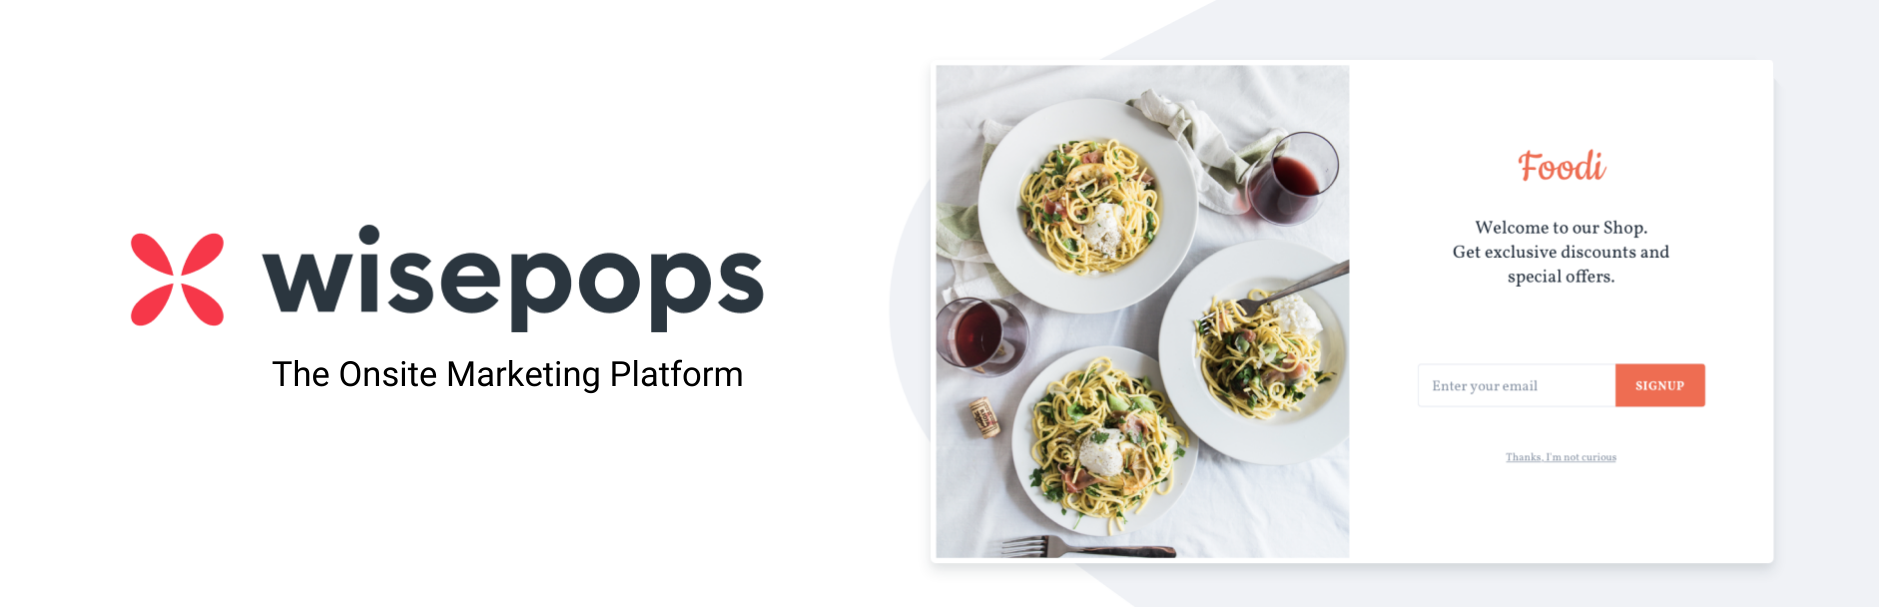 wisepops
The Onsite Marketing Platform
Foodi
Welcome to our Shop.
Get exclusive discounts and
special offers.
Enter your email
SIGNUP
Thanks, I'm not curious